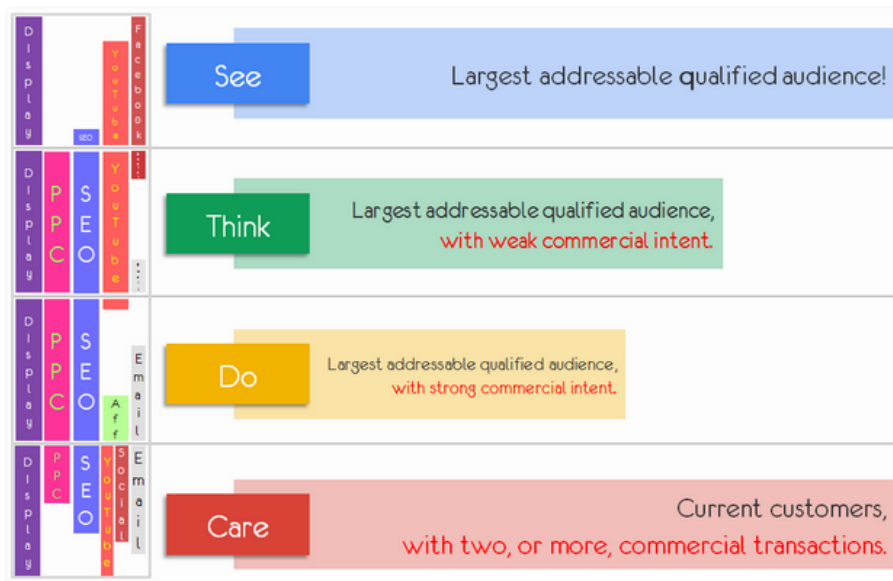 Display
SEO
YouTube
Facebook
See
Largest addressable qualified audience!
Display
PPC
SEO
YouTube
Think
Largest addressable qualified audience,
with weak commercial intent.
Display
PPC
SEO
Aff
Email
Do
Largest addressable qualified audience,
with strong commercial intent.
Display
PPC
SEO
YouTube
Social
Email
Care
Current customers,
with two, or more, commercial transactions.